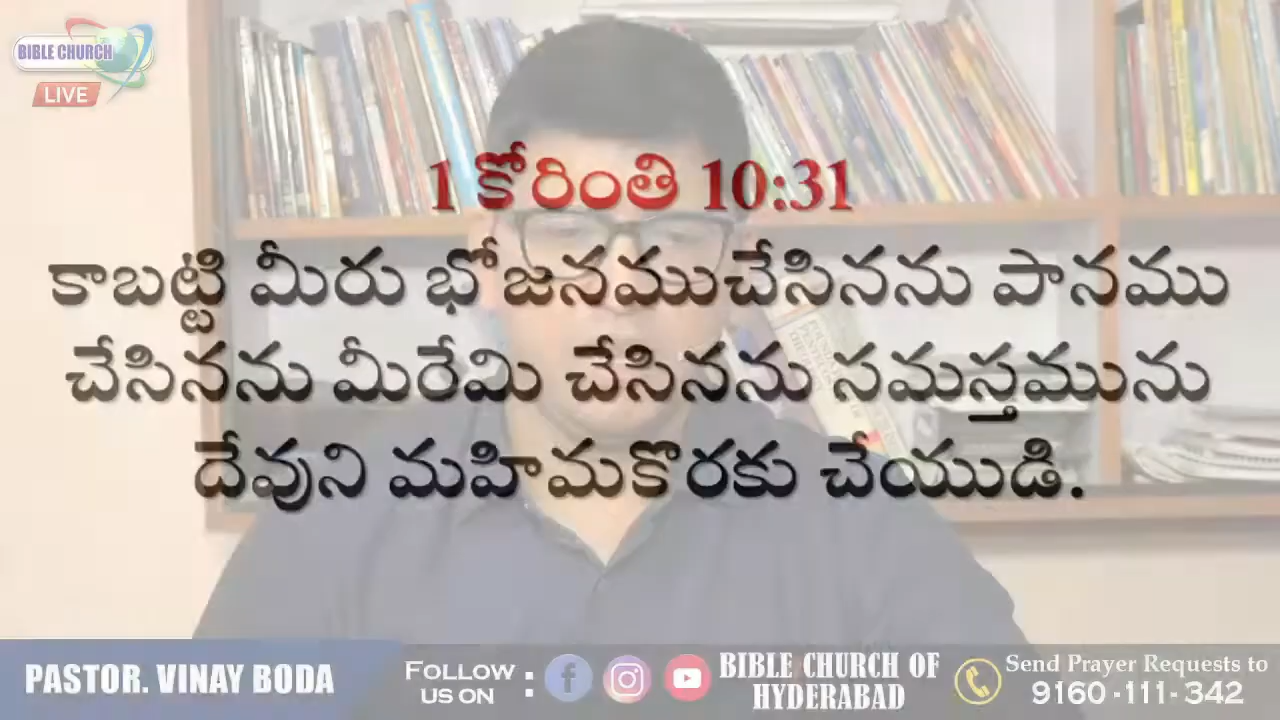 BIBLE CHURCH
LIVE
1 కోరింతి 10:31
కాబట్టి మీరు భోజనముచేసినను పానము
చేసినను మీరేమి చేసినను సమస్తమును
దేవుని మహిమకొరకు చేయుడి.
PASTOR. VINAY BODA
FOLLOW
US ON :
BIBLE CHURCH OF
HYDERABAD
Send Prayer Requests to
9160 -111- 342